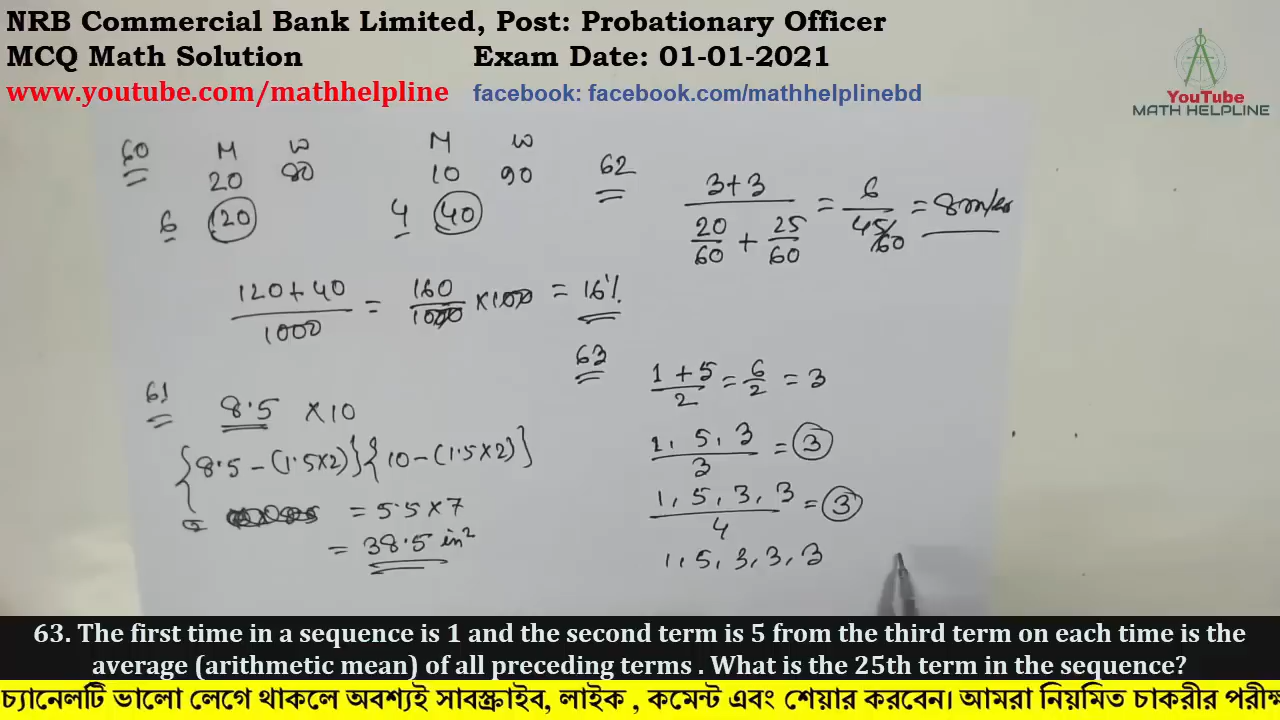 NRB Commercial Bank Limited, Post: Probationary Officer
MCQ Math Solution Exam Date: 01-01-2021
www.youtube.com/mathhelpline facebook: facebook.com/mathhelplinebd
YouTube
MATH HELPLINE
60
M W
20 80
6 120
M W
10 90
4 40
120+40 / 1000 = 160 / 1000 ×100 = 16%
61
8.5 ×10
{8.5-(1.5×2)}{10-(1.5×2)}
= 5.5×7
= 38.5 in²
62
3+3 / 20/60 + 25/60 = 6 / 45/60 =
63
1+5 / 2 = 6/2 = 3
1, 5, 3 / 3 = 3
1, 5, 3, 3 / 4 = 3
1, 5, 3, 3, 3
63. The first time in a sequence is 1 and the second term is 5 from the third term on each time is the
average (arithmetic mean) of all preceding terms . What is the 25th term in the sequence?
চ্যানেলটি ভালো লেগে থাকলে অবশ্যই সাবস্ক্রাইব, লাইক , কমেন্ট এবং শেয়ার করবেন। আমরা নিয়মিত চাকরীর পরীক্ষ